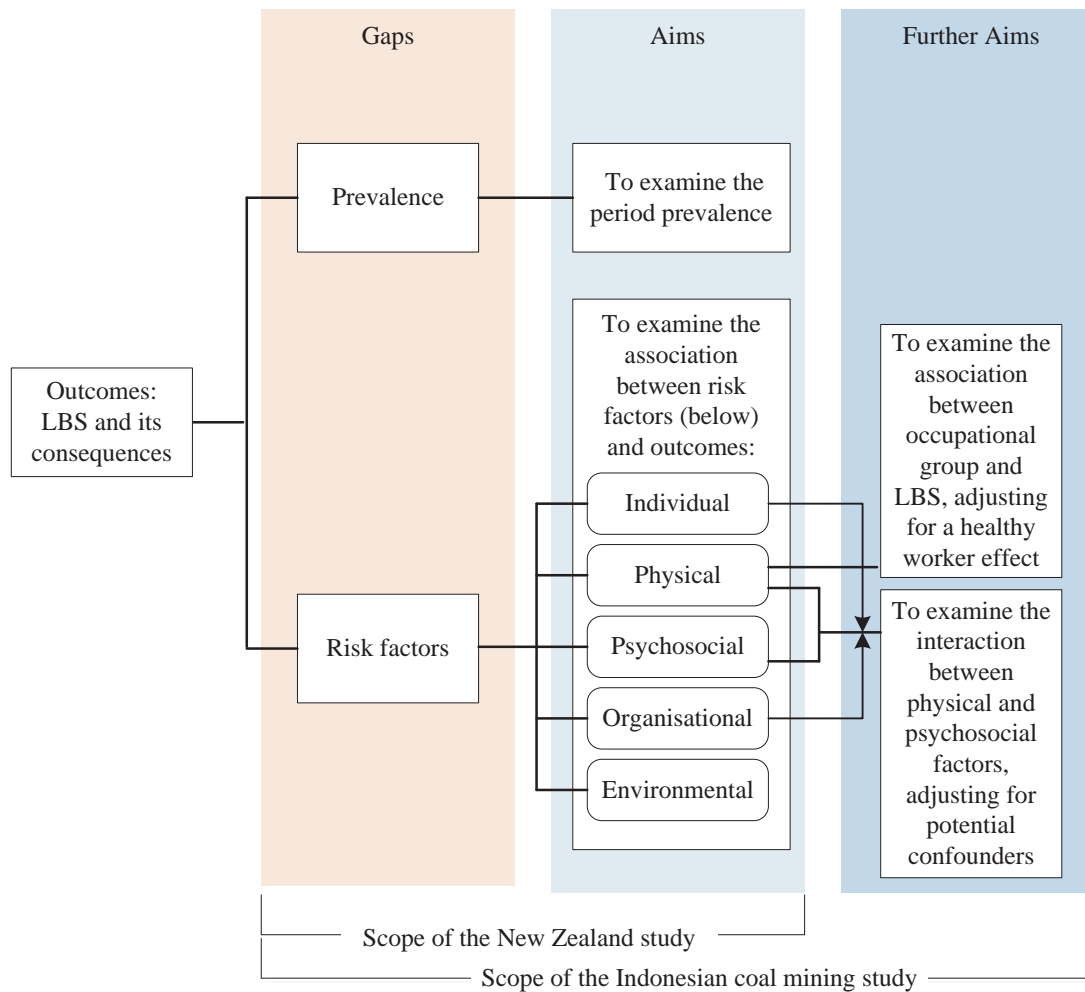 Gaps
Aims
Further Aims
Prevalence
To examine the
period prevalence
Outcomes:
LBS and its
consequences
Risk factors
To examine the
association
between risk
factors (below)
and outcomes:
Individual
Physical
Psychosocial
Organisational
Environmental
To examine the
association
between
occupational
group and
LBS, adjusting
for a healthy
worker effect
To examine the
interaction
between
physical and
psychosocial
factors,
adjusting for
potential
confounders
Scope of the New Zealand study
Scope of the Indonesian coal mining study